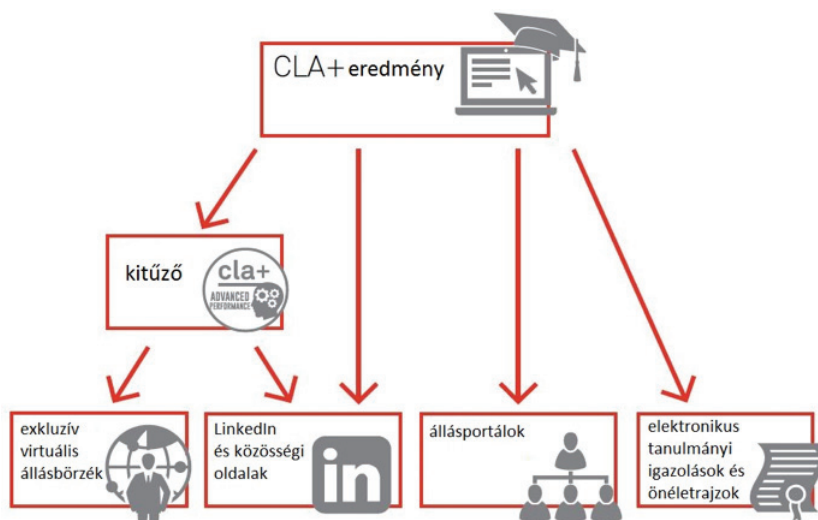 CLA+ eredmény
kitűző
cla+
ADVANCED
PERFORMANCE
exkluzív
virtuális
állásbörzék
LinkedIn
és közösségi
oldalak
in
állásportálok
elektronikus
tanulmányi
igazolások és
önéletrajzok